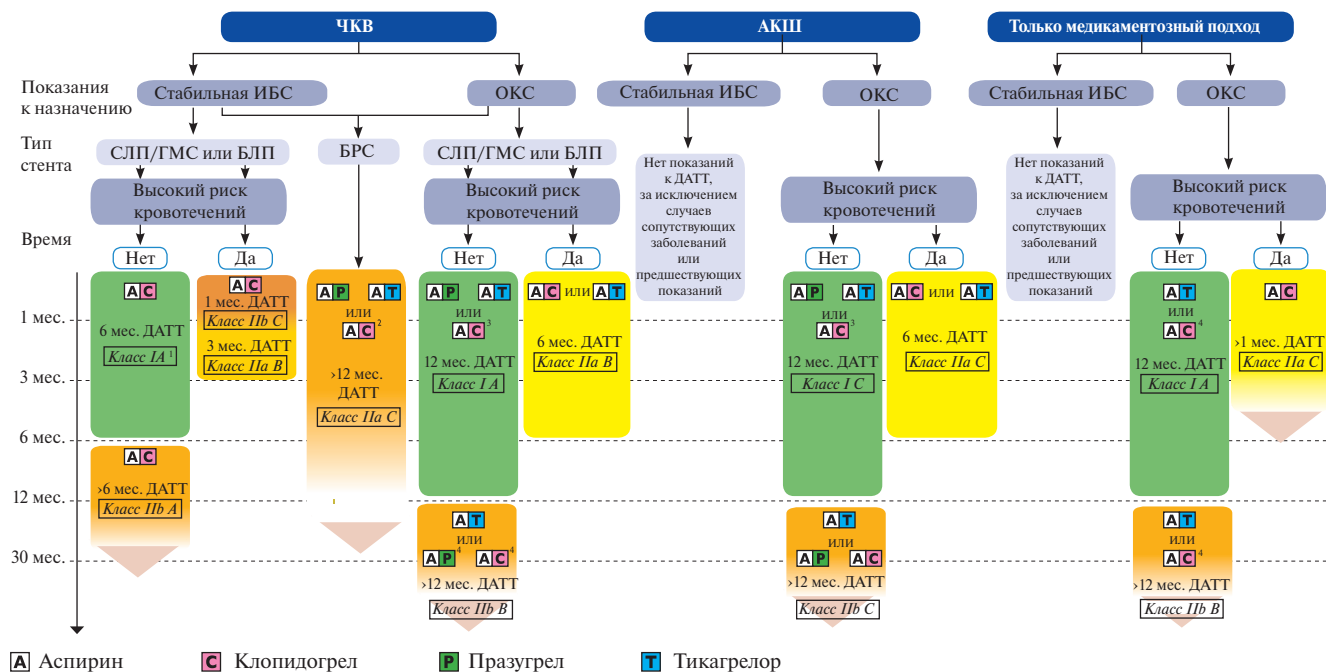 ЧКВ
АКШ
Только медикаментозный подход
Показания
к назначению
Стабильная ИБС
ОКС
Стабильная ИБС
ОКС
Стабильная ИБС
ОКС
Тип
стента
СЛП/ГМС или БЛП
БРС
СЛП/ГМС или БЛП
Высокий риск
кровотечений
Высокий риск
кровотечений
Нет показаний
к ДАТТ,
за исключением
случаев
сопутствующих
заболеваний
или
предшествующих
показаний
Высокий риск
кровотечений
Нет показаний
к ДАТТ,
за исключением
случаев
сопутствующих
заболеваний
или
предшествующих
показаний
Высокий риск
кровотечений
Время
Нет
Да
Нет
Да
Нет
Да
Нет
Да
1 мес.
3 мес.
6 мес.
12 мес.
30 мес.
A C
6 мес. ДАТТ
Класс IA 1
A C
›6 мес. ДАТТ
Класс IIb A
A C
1 мес. ДАТТ
Класс IIb C
3 мес. ДАТТ
Класс IIa B
A P A T
или
A C 2
›12 мес.
ДАТТ
Класс IIa C
A P A T
или
A C 3
12 мес. ДАТТ
Класс I A
A T
или
A P 4 A C 4
›12 мес. ДАТТ
Класс IIb B
A C или A T
6 мес. ДАТТ
Класс IIa B
A P A T
или
A C 3
12 мес. ДАТТ
Класс I C
A T
или
A P A C
›12 мес. ДАТТ
Класс IIb C
A C или A T
6 мес. ДАТТ
Класс IIa C
A T
или
A C 4
12 мес. ДАТТ
Класс I A
A T
или
A C 4
›12 мес. ДАТТ
Класс IIb B
A C
›1 мес. ДАТТ
Класс IIa C
A Аспирин
C Клопидогрел
P Празугрел
T Тикагрелор